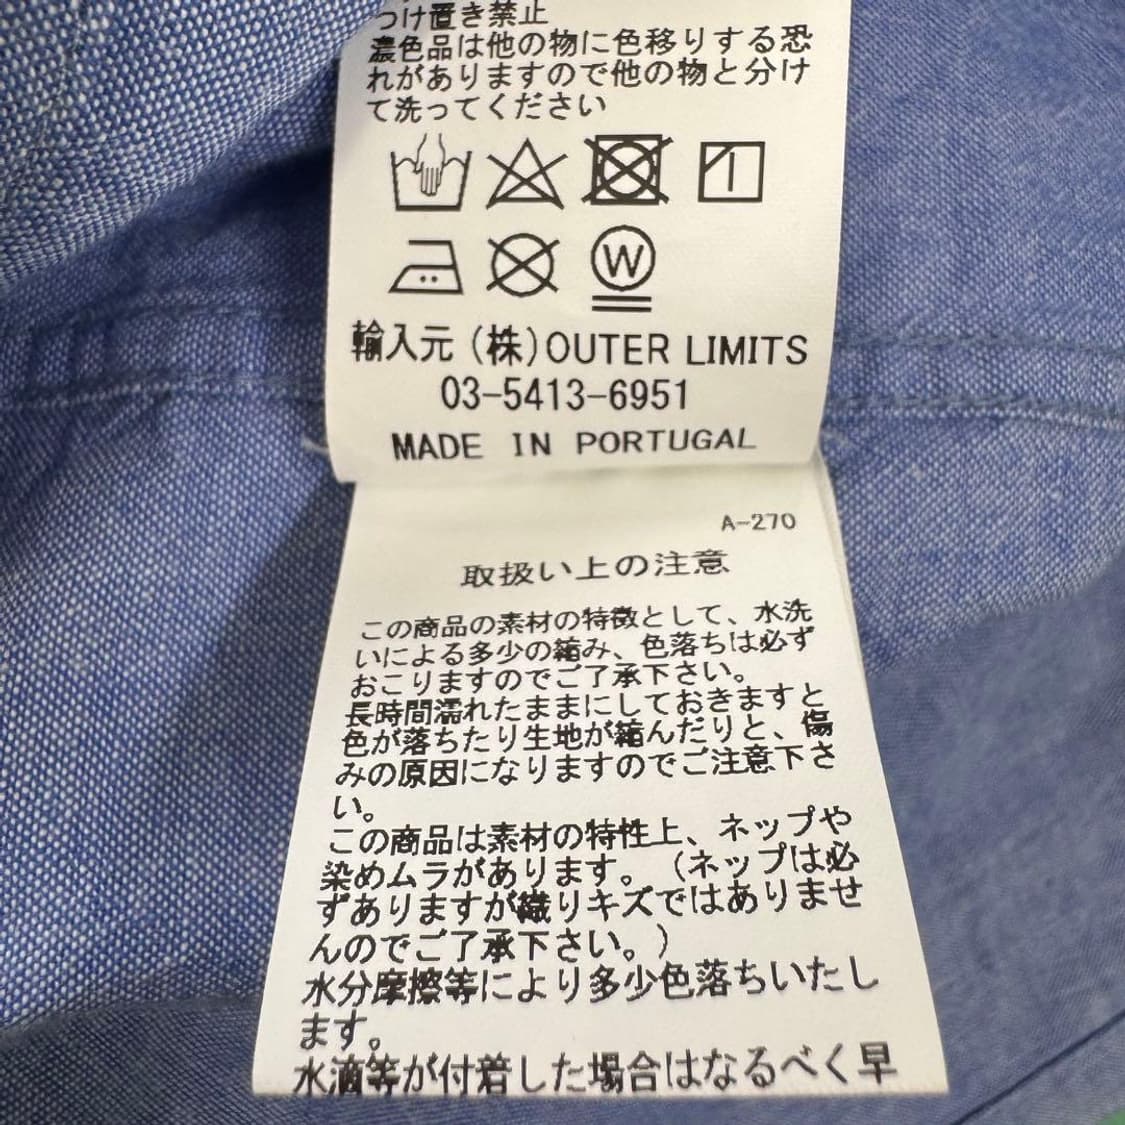 つけ置き禁止
濃色品は他の物に色移りする恐
れがありますので他の物と分け
て洗ってください
W
輸入元 (株)OUTER LIMITS
03-5413-6951
MADE IN PORTUGAL
A-270
取扱い上の注意
この商品の素材の特徴として、水洗
いによる多少の縮み、色落ちは必ず
おこりますのでご了承下さい。
長時間濡れたままにしておきますと
色が落ちたり生地が縮んだりと、傷
みの原因になりますのでご注意下さ
い。
この商品は素材の特性上、ネップや
染めムラがあります。(ネップは必
ずありますが織りキズではありませ
んのでご了承下さい。)
水分摩擦等により多少色落ちいたし
ます。
水滴等が付着した場合はなるべく早